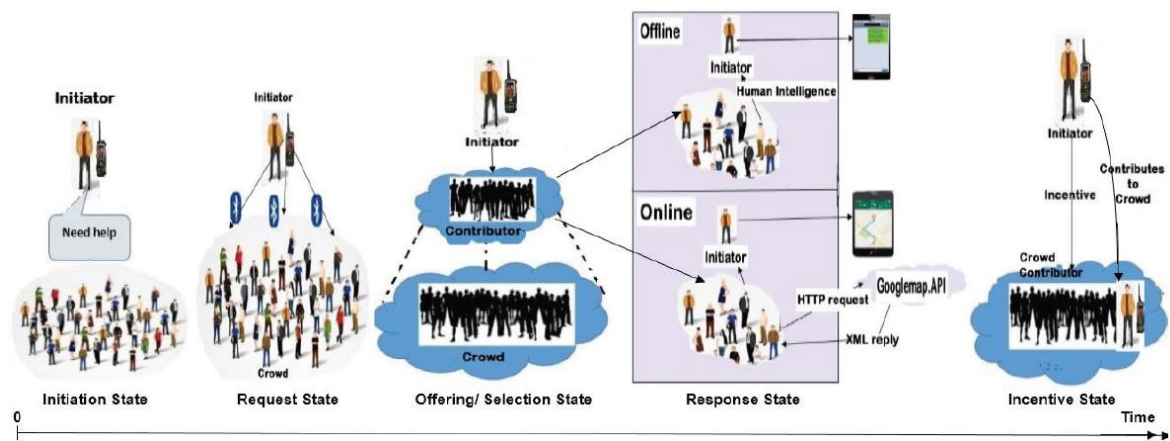 Initiator
Need help
Initiation State
Initiator
Crowd
Request State
Initiator
Contributor
Crowd
Offering/ Selection State
Offline
Initiator
Human Intelligence
Online
Initiator
HTTP request
Googlemap.API
XML reply
Response State
Initiator
Incentive
Contributes
to
Crowd
Crowd
Contributor
Incentive State
0
Time